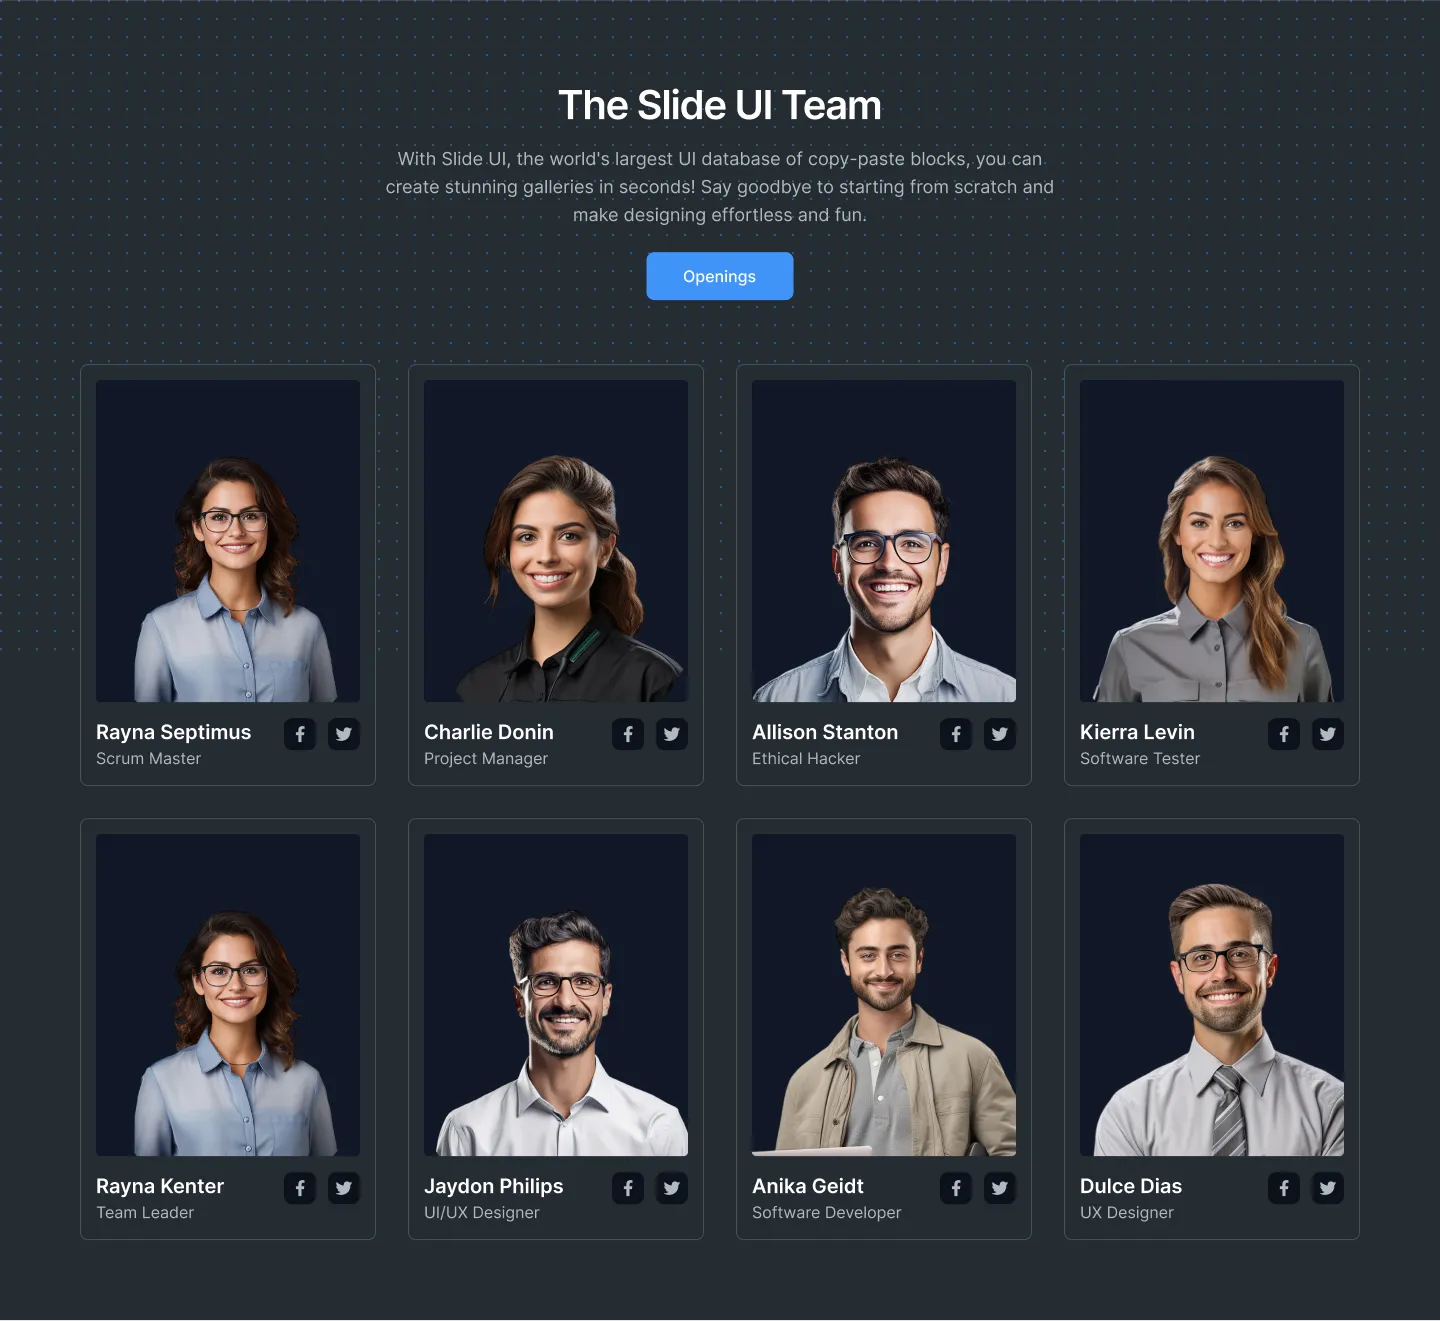 The Slide UI Team
With Slide UI, the world's largest UI database of copy-paste blocks, you can
create stunning galleries in seconds! Say goodbye to starting from scratch and
make designing effortless and fun.
Openings
Rayna Septimus
Scrum Master
Charlie Donin
Project Manager
Allison Stanton
Ethical Hacker
Kierra Levin
Software Tester
Rayna Kenter
Team Leader
Jaydon Philips
UI/UX Designer
Anika Geidt
Software Developer
Dulce Dias
UX Designer